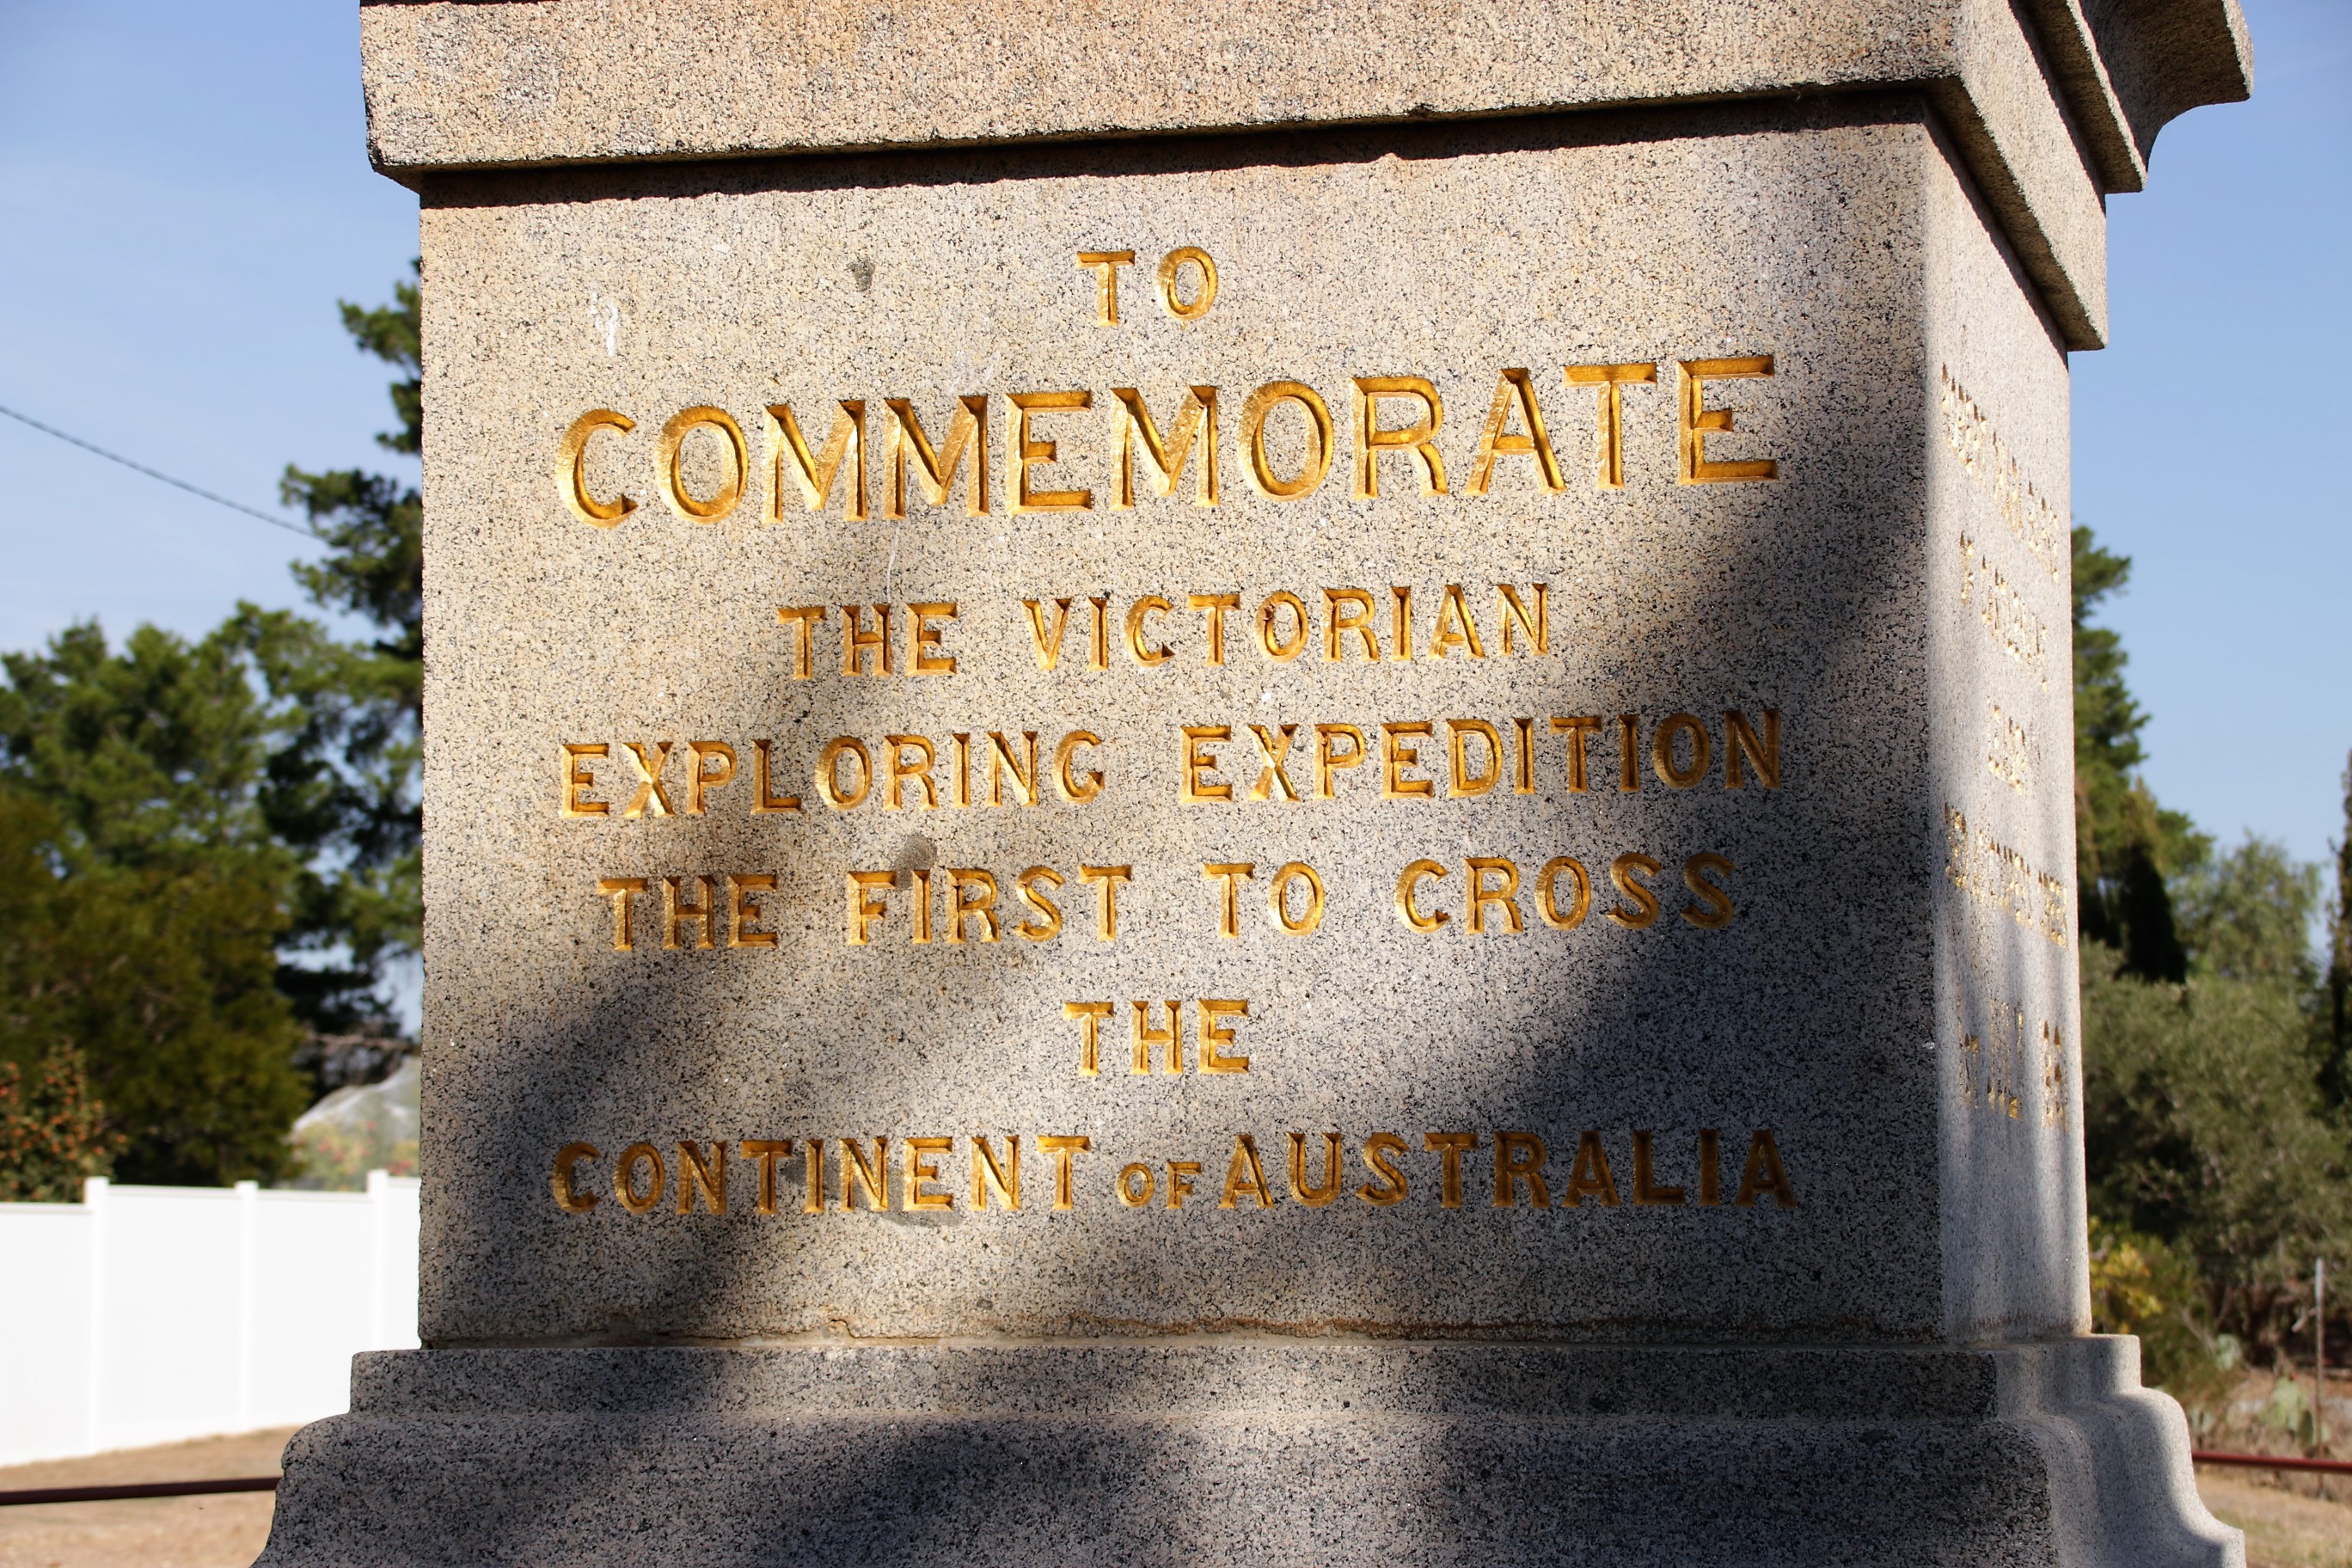 TO
COMMEMORATE
THE VICTORIAN
EXPLORING EXPEDITION
THE FIRST TO CROSS
THE
CONTINENT OF AUSTRALIA